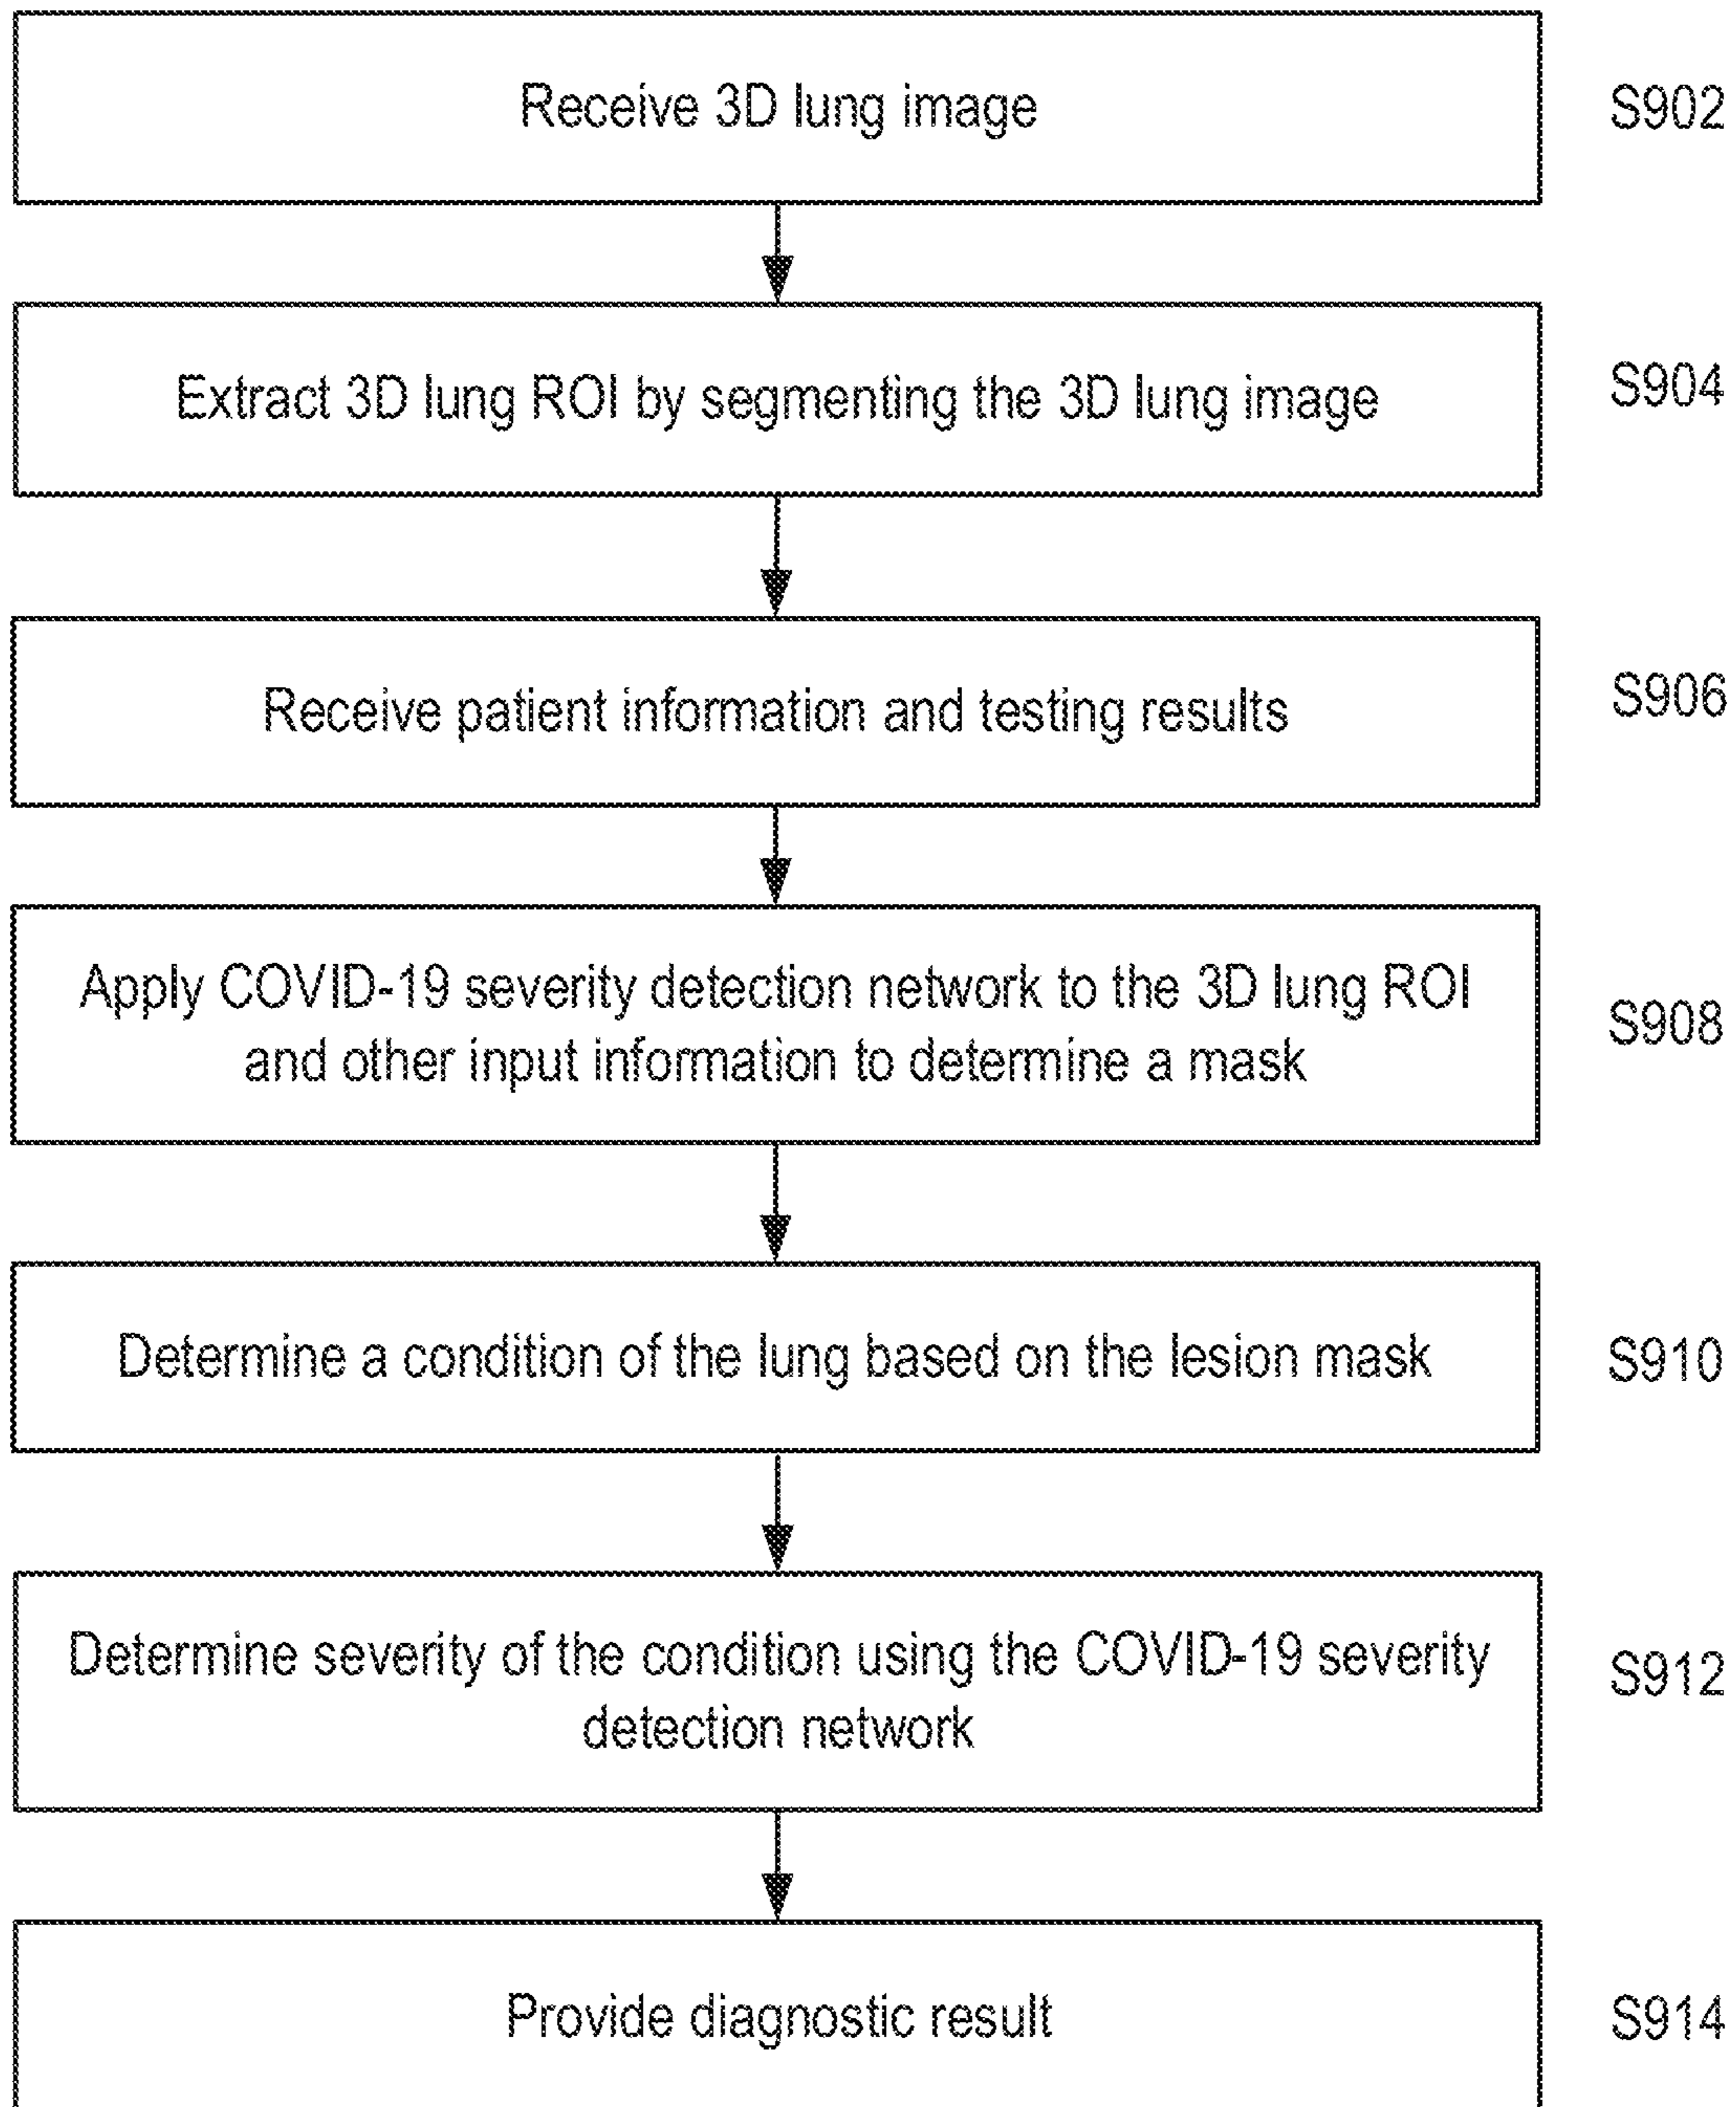 Receive 3D lung image
S902
Extract 3D lung ROI by segmenting the 3D lung image
S904
Receive patient information and testing results
S906
Apply COVID-19 severity detection network to the 3D lung ROI
and other input information to determine a mask
S908
Determine a condition of the lung based on the lesion mask
S910
Determine severity of the condition using the COVID-19 severity
detection network
S912
Provide diagnostic result
S914